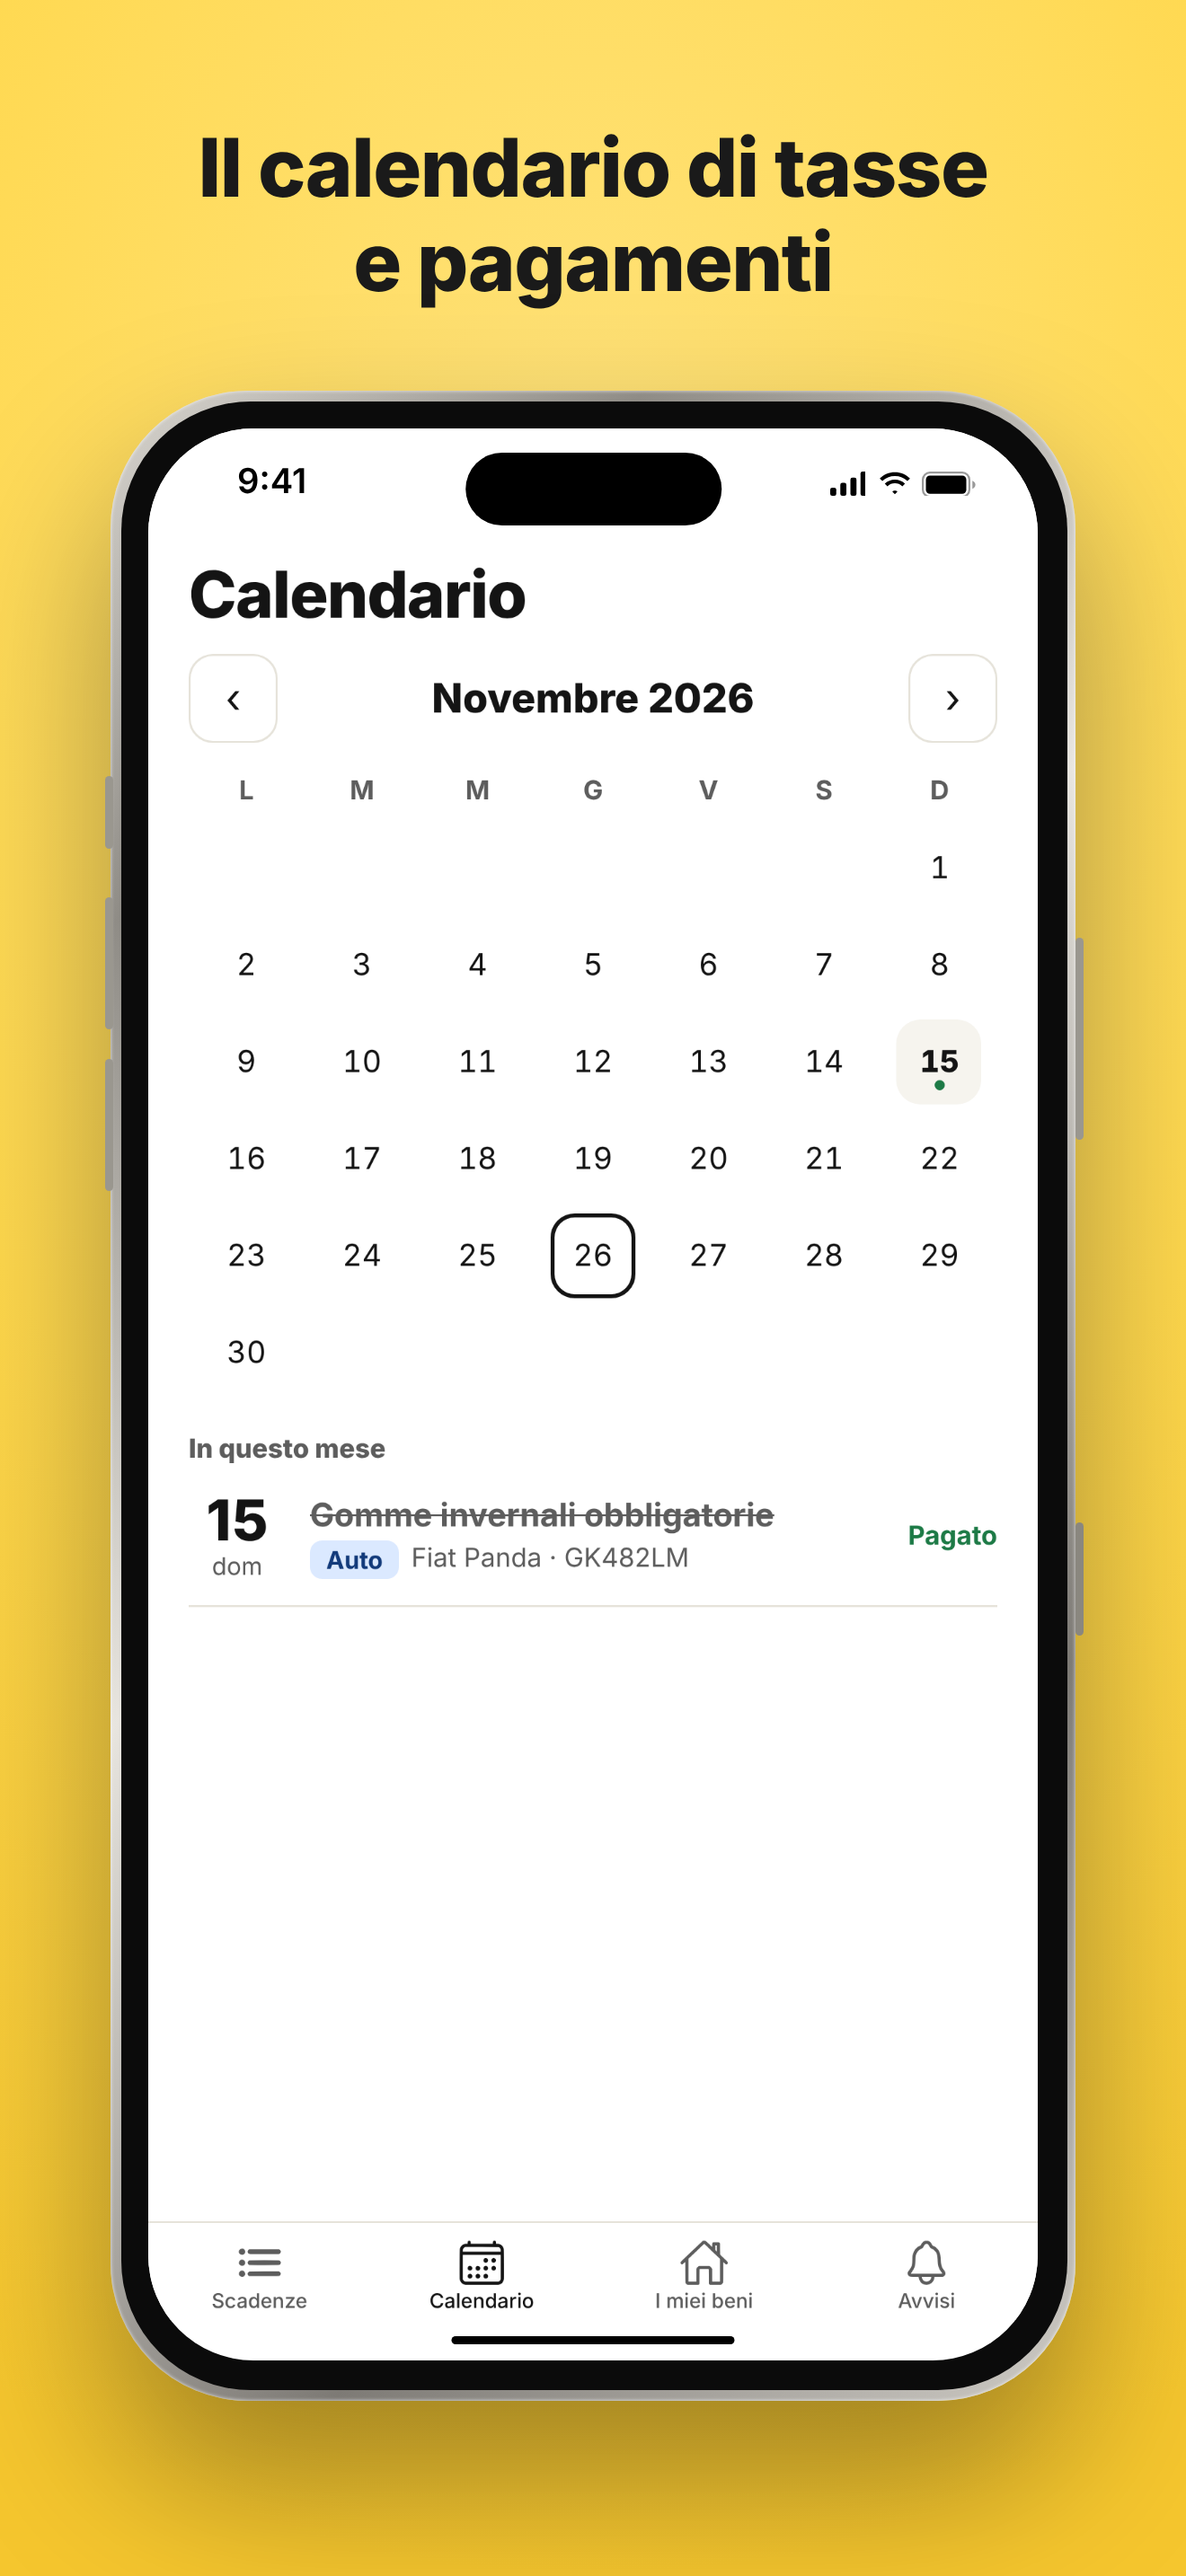 Il calendario di tasse
e pagamenti
9:41
Calendario
‹ Novembre 2026 ›
L M M G V S D
1
2 3 4 5 6 7 8
9 10 11 12 13 14 15
16 17 18 19 20 21 22
23 24 25 26 27 28 29
30
In questo mese
15 Gomme invernali obbligatorie Pagato
dom Auto Fiat Panda · GK482LM
Scadenze Calendario I miei beni Avvisi